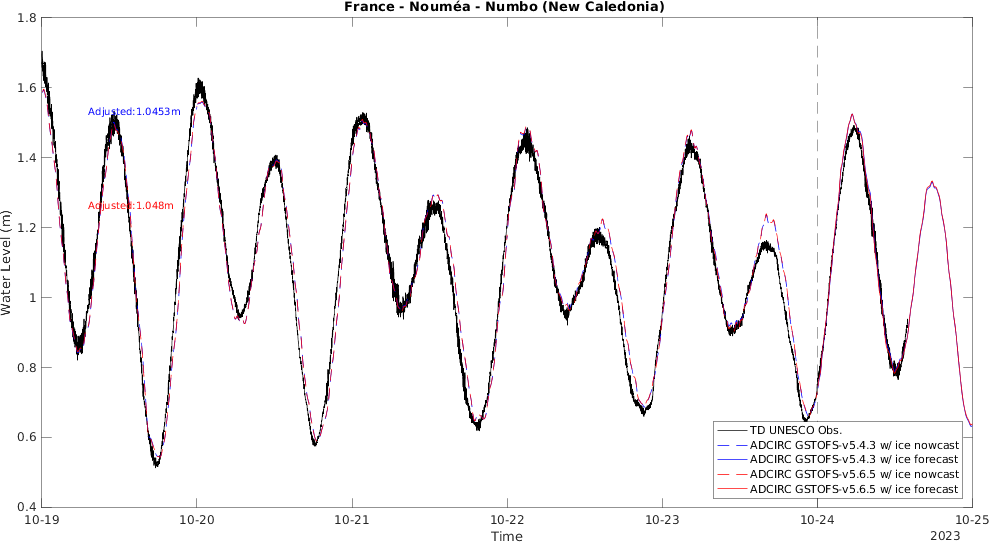 France - Nouméa - Numbo (New Caledonia)
1.8
1.6
1.4
1.2
1
0.8
0.6
0.4
Water Level (m)
Adjusted:1.0453m
Adjusted:1.048m
TD UNESCO Obs.
ADCIRC GSTOFS-v5.4.3 w/ ice nowcast
ADCIRC GSTOFS-v5.4.3 w/ ice forecast
ADCIRC GSTOFS-v5.6.5 w/ ice nowcast
ADCIRC GSTOFS-v5.6.5 w/ ice forecast
10-19 10-20 10-21 10-22 10-23 10-24 10-25
Time
2023